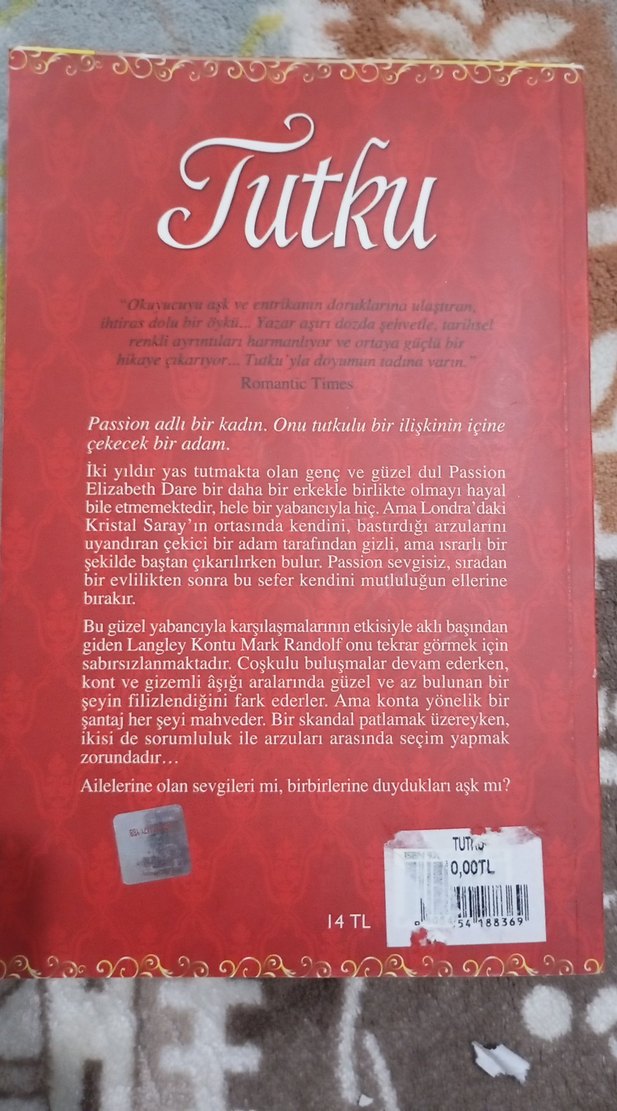 Tutku
"Okuyucuyu aşk ve entrikanın doruklarına ulaştıran,
ihtiras dolu bir öykü... Yazar aşırı dozda şehvetle, tarihsel
renkli ayrıntıları harmanlıyor ve ortaya güçlü bir
hikaye çıkarıyor... Tutku'yla doyumun tadına varın."
Romantic Times
Passion adlı bir kadın. Onu tutkulu bir ilişkinin içine
çekecek bir adam.
İki yıldır yas tutmakta olan genç ve güzel dul Passion
Elizabeth Dare bir daha bir erkekle birlikte olmayı hayal
bile etmemektedir, hele bir yabancıyla hiç. Ama Londra'daki
Kristal Saray'ın ortasında kendini, bastırdığı arzularını
uyandıran çekici bir adam tarafından gizli, ama ısrarlı bir
şekilde baştan çıkarılırken bulur. Passion sevgisiz, sıradan
bir evlilikten sonra bu sefer kendini mutluluğun ellerine
bırakır.
Bu güzel yabancıyla karşılaşmalarının etkisiyle aklı başından
giden Langley Kontu Mark Randolf onu tekrar görmek için
sabırsızlanmaktadır. Coşkulu buluşmalar devam ederken,
kont ve gizemli âşığı aralarında güzel ve az bulunan bir
şeyin filizlendiğini fark ederler. Ama konta yönelik bir
şantaj her şeyi mahveder. Bir skandal patlamak üzereyken,
ikisi de sorumluluk ile arzuları arasında seçim yapmak
zorundadır...
Ailelerine olan sevgileri mi, birbirlerine duydukları aşk mı?
0,00TL
14 TL
54 188369